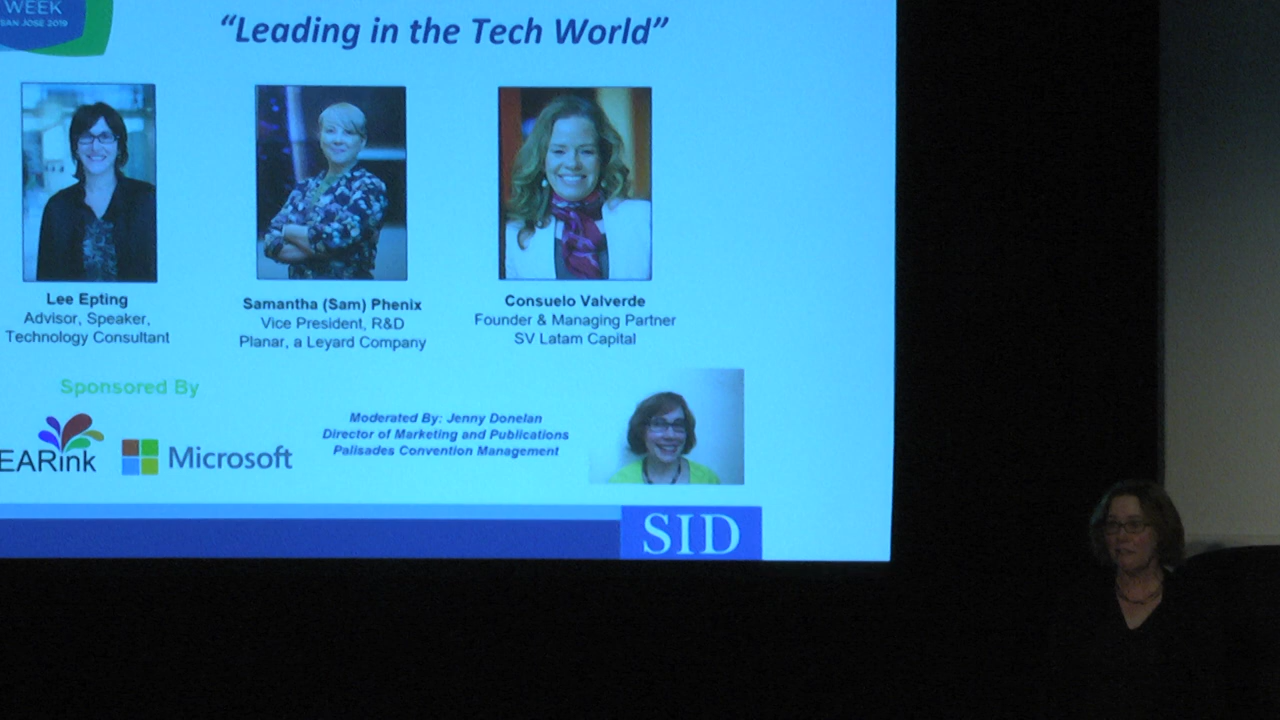 WEEK
SAN JOSE 2019
“Leading in the Tech World”
Lee Epting
Advisor, Speaker,
Technology Consultant
Samantha (Sam) Phenix
Vice President, R&D
Planar, a Leyard Company
Consuelo Valverde
Founder & Managing Partner
SV Latam Capital
Sponsored By
EARink
Microsoft
Moderated By: Jenny Donelan
Director of Marketing and Publications
Palisades Convention Management
SID